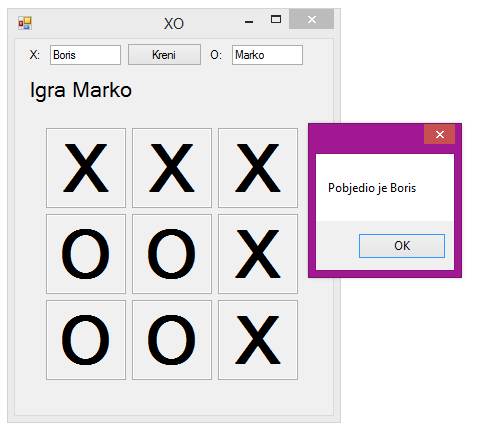 XO
X: Boris Kreni O: Marko
Igra Marko
X X X
O O X
O O X
Pobjedio je Boris
OK